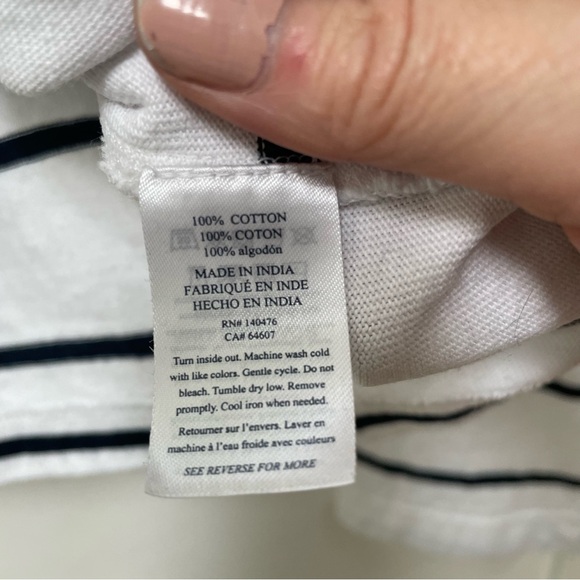 100% COTTON
100% COTON
100% algodón
MADE IN INDIA
FABRIQUÉ EN INDE
HECHO EN INDIA
RN# 140476
CA# 64607
Turn inside out. Machine wash cold
with like colors. Gentle cycle. Do not
bleach. Tumble dry low. Remove
promptly. Cool iron when needed.
Retourner sur l'envers. Laver en
machine à l'eau froide avec couleurs
SEE REVERSE FOR MORE